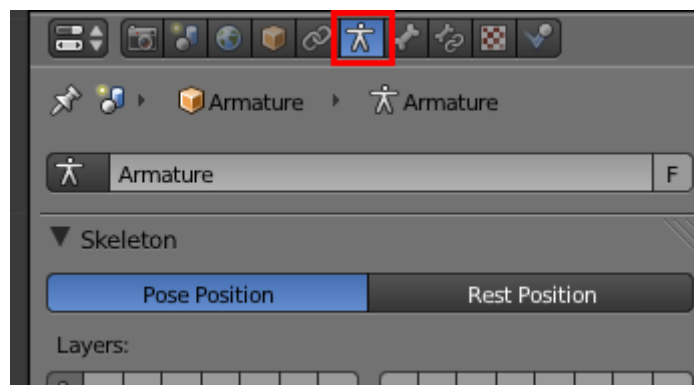 Armature Armature
Armature F
Skeleton
Pose Position Rest Position
Layers: